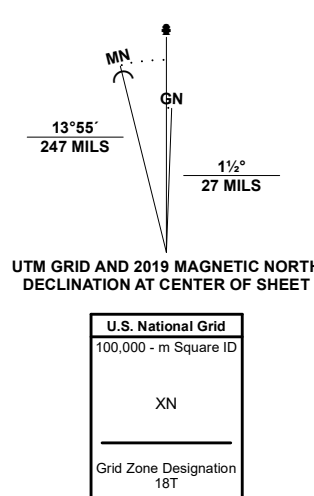 MN
GN
13°55´
247 MILS
1½°
27 MILS
UTM GRID AND 2019 MAGNETIC NORTH
DECLINATION AT CENTER OF SHEET
U.S. National Grid
100,000 - m Square ID
XN
Grid Zone Designation
18T